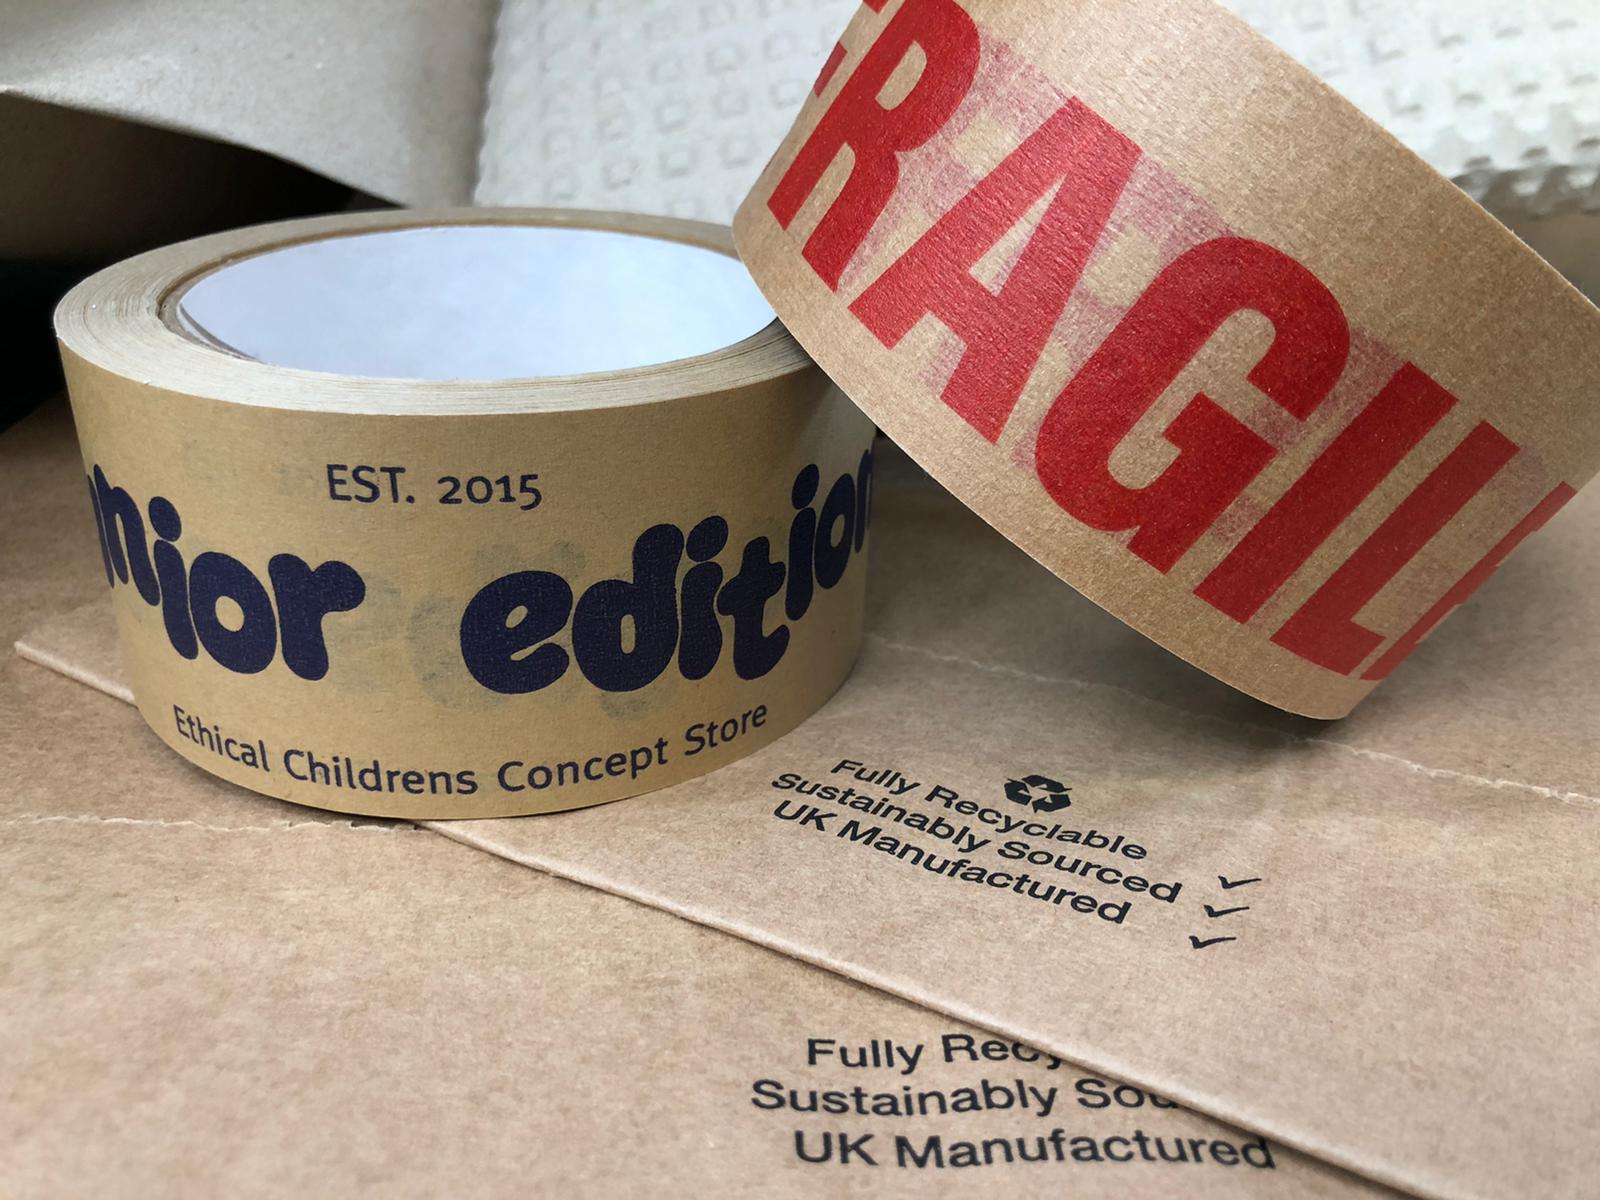 EST. 2015
nior edition
Ethical Childrens Concept Store
FRAGILE
Fully Recyclable
Sustainably Sourced ✓
UK Manufactured ✓
✓
Fully Recy
Sustainably Sou
UK Manufactured